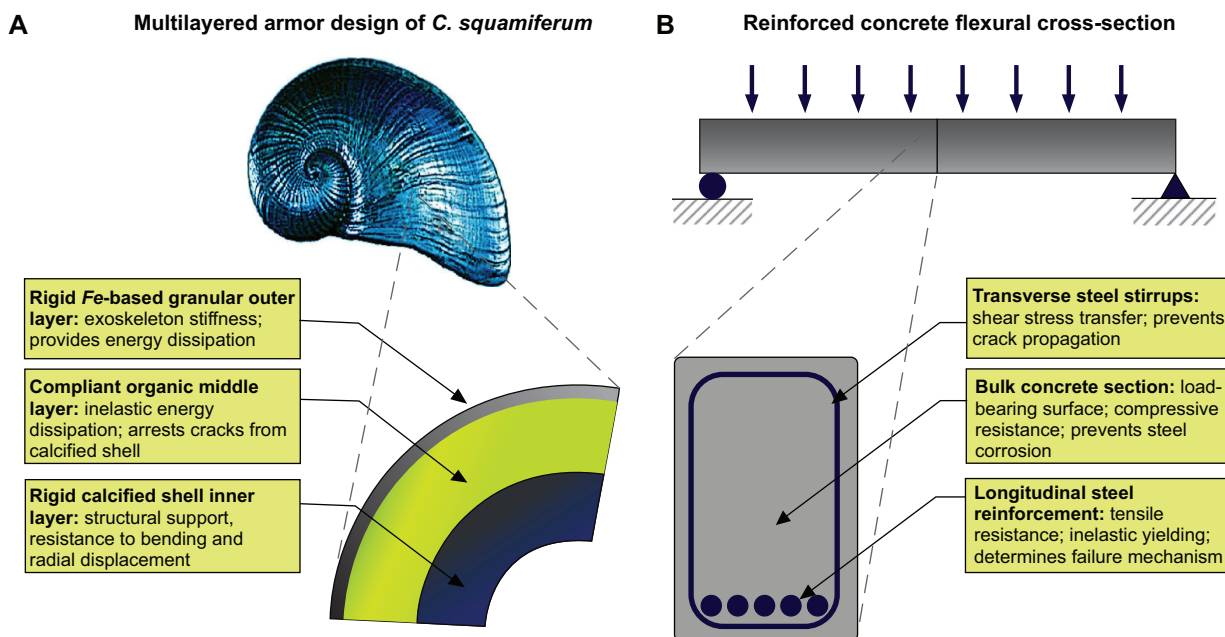 A
Multilayered armor design of C. squamiferum
Rigid Fe-based granular outer
layer: exoskeleton stiffness;
provides energy dissipation
Compliant organic middle
layer: inelastic energy
dissipation; arrests cracks from
calcified shell
Rigid calcified shell inner
layer: structural support,
resistance to bending and
radial displacement
B
Reinforced concrete flexural cross-section
Transverse steel stirrups:
shear stress transfer; prevents
crack propagation
Bulk concrete section: load-
bearing surface; compressive
resistance; prevents steel
corrosion
Longitudinal steel
reinforcement: tensile
resistance; inelastic yielding;
determines failure mechanism